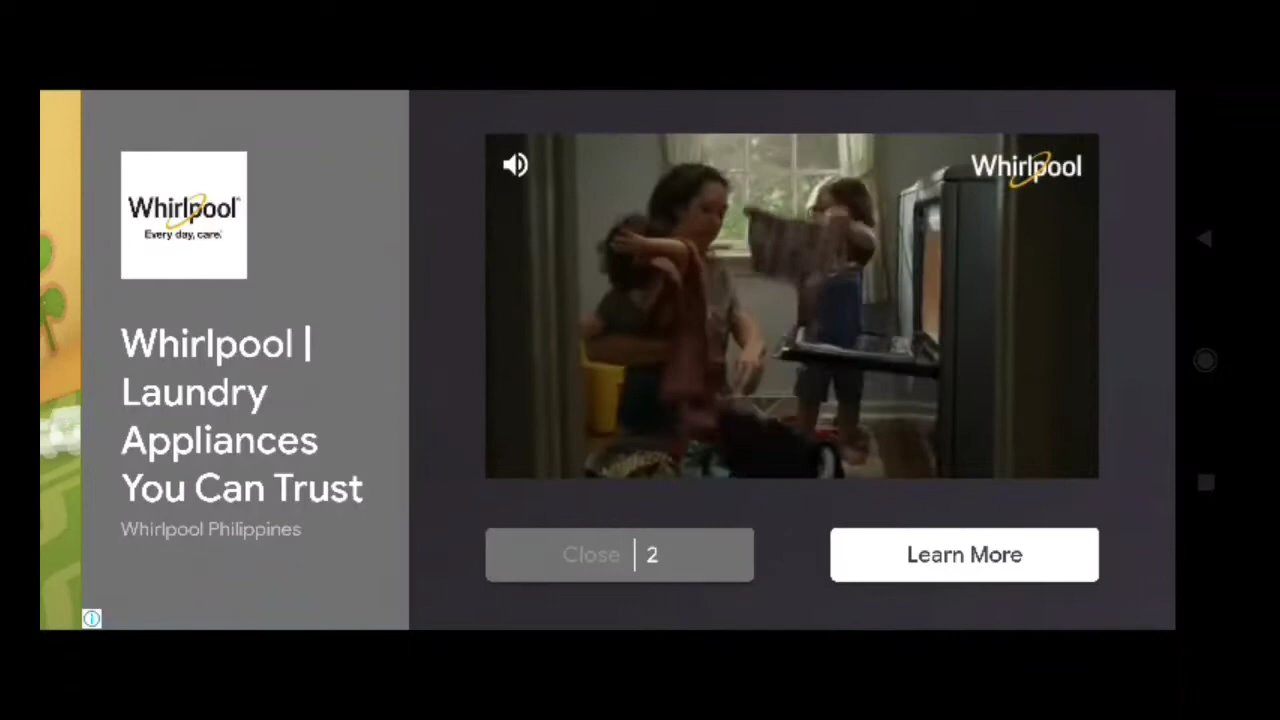 Whirlpool
Every day, care.
Whirlpool |
Laundry
Appliances
You Can Trust
Whirlpool Philippines
Whirlpool
Close | 2
Learn More